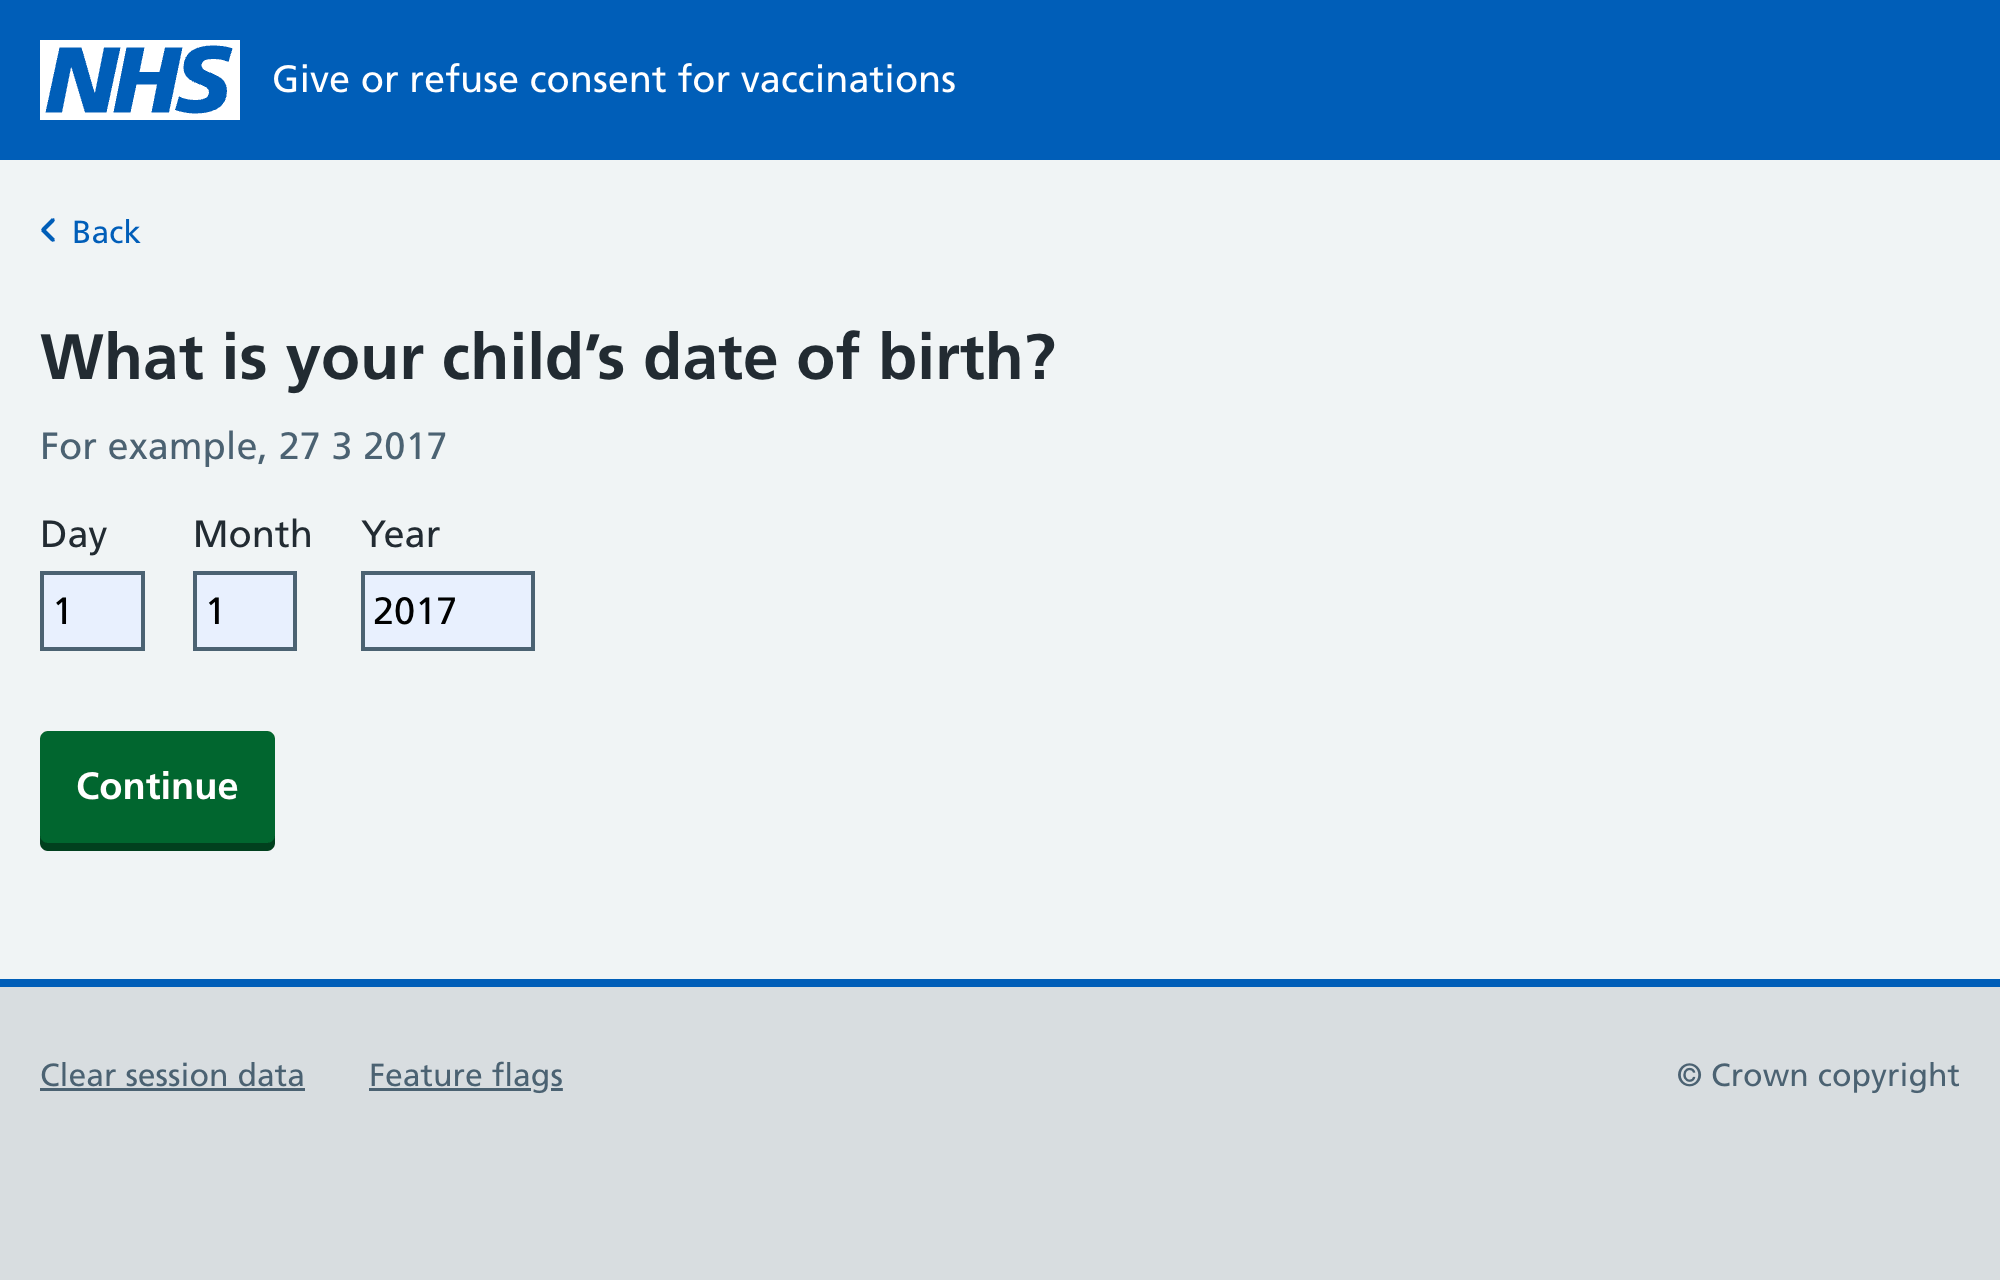 NHS
Give or refuse consent for vaccinations
Back
What is your child’s date of birth?
For example, 27 3 2017
Day Month Year
1 1 2017
Continue
Clear session data Feature flags © Crown copyright